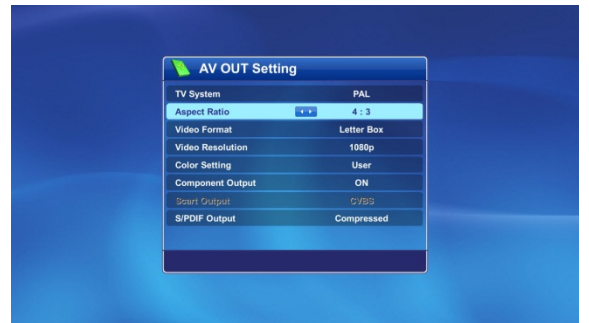 AV OUT Setting
TV System PAL
Aspect Ratio 4 : 3
Video Format Letter Box
Video Resolution 1080p
Color Setting User
Component Output ON
Scart Output CVBS
S/PDIF Output Compressed